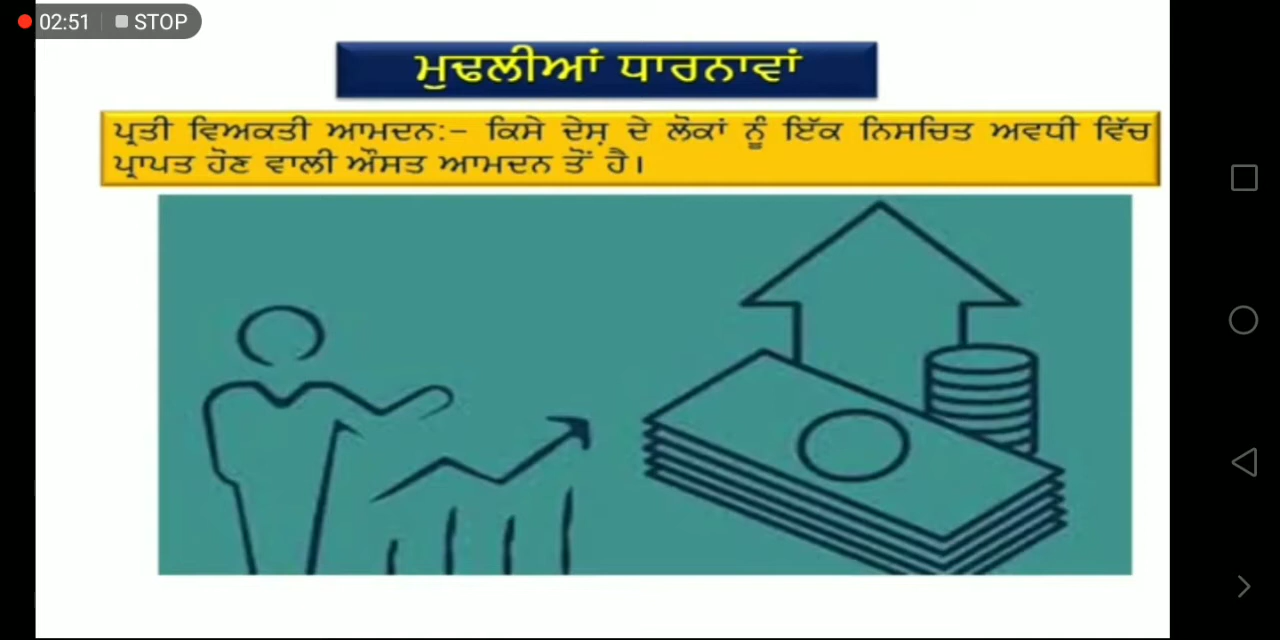 02:51 STOP
ਮੁਢਲੀਆਂ ਧਾਰਨਾਵਾਂ
ਪ੍ਰਤੀ ਵਿਅਕਤੀ ਆਮਦਨ:– ਕਿਸੇ ਦੇਸ਼ ਦੇ ਲੋਕਾਂ ਨੂੰ ਇੱਕ ਨਿਸਚਿਤ ਅਵਧੀ ਵਿੱਚ
ਪ੍ਰਾਪਤ ਹੋਣ ਵਾਲੀ ਔਸਤ ਆਮਦਨ ਤੋਂ ਹੈ।